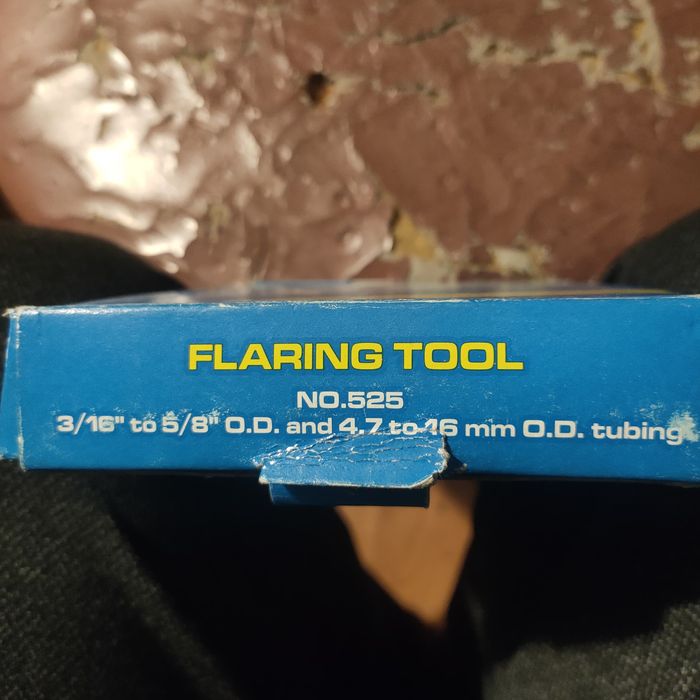 FLARING TOOL
NO.525
3/16" to 5/8" O.D. and 4.7 to 16 mm O.D. tubing